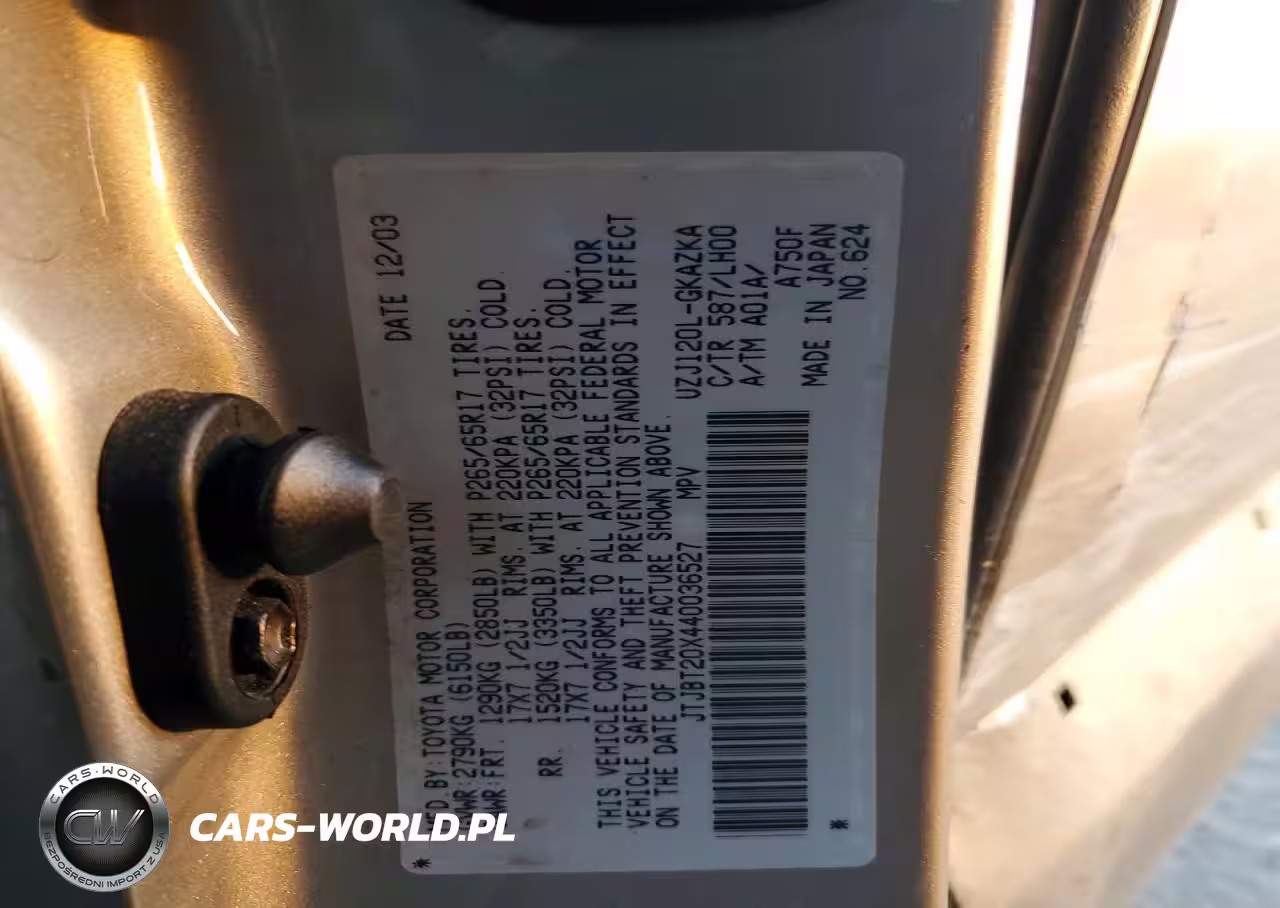 DATE 12/03
ED BY: TOYOTA MOTOR CORPORATION
WR: 2790KG (6150LB)
WR: FRT. 1290KG (2850LB) WITH P265/65R17 TIRES.
17X7 1/2JJ RIMS. AT 220KPA (32PSI) COLD.
RR. 1520KG (3350LB) WITH P265/65R17 TIRES.
17X7 1/2JJ RIMS. AT 220KPA (32PSI) COLD.
THIS VEHICLE CONFORMS TO ALL APPLICABLE FEDERAL MOTOR
VEHICLE SAFETY AND THEFT PREVENTION STANDARDS IN EFFECT
ON THE DATE OF MANUFACTURE SHOWN ABOVE.
JTJBT20X440036527 MPV
UZJ120L-GKAZKA
C/TR 587/LH00
A/TM A01A/
A750F
MADE IN JAPAN
NO.624
CARS-WORLD
CW
BEZPOŚREDNI IMPORT Z USA
CARS-WORLD.PL